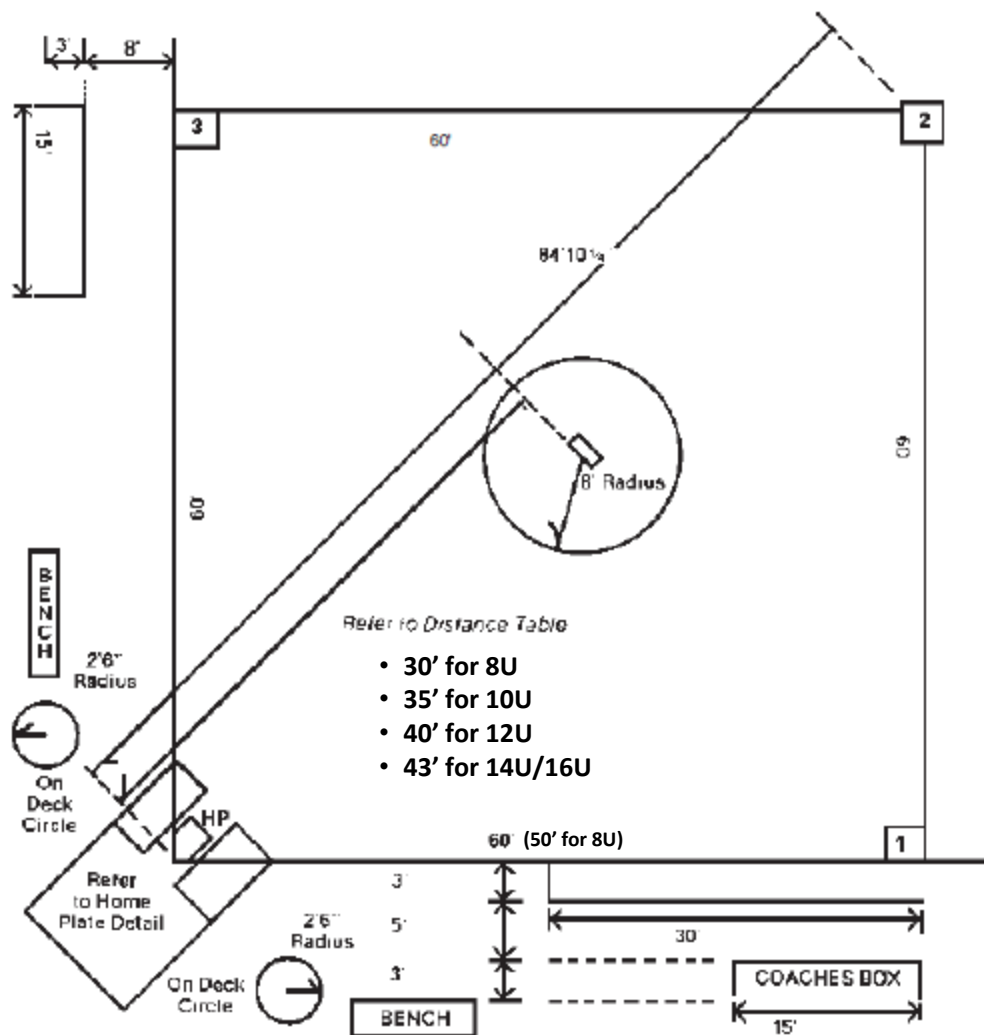 3'
8'
15'
3
60'
2
84'10¼
60'
60'
8' Radius
BENCH
2'6"
Radius
Refer to Distance Table
• 30' for 8U
• 35' for 10U
• 40' for 12U
• 43' for 14U/16U
On
Deck
Circle
HP
60' (50' for 8U)
1
Refer
to Home
Plate Detail
3'
5'
3'
30'
2'6"
Radius
On Deck
Circle
BENCH
COACHES BOX
15'